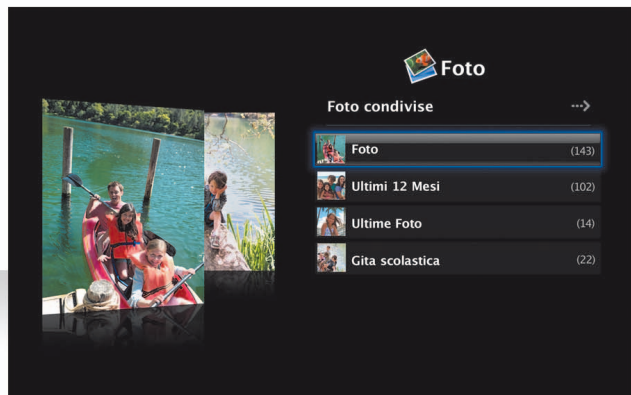 Foto
Foto condivise
Foto (143)
Ultimi 12 Mesi (102)
Ultime Foto (14)
Gita scolastica (22)